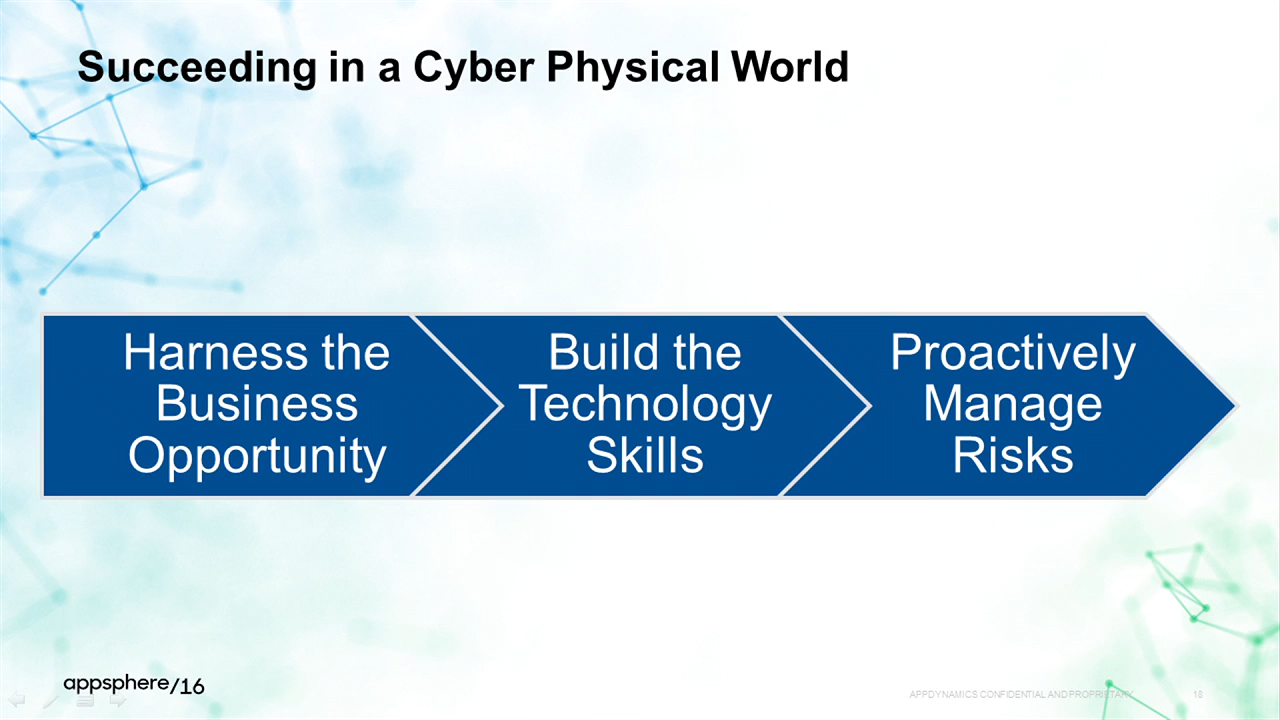 Succeeding in a Cyber Physical World
Harness the
Business
Opportunity
Build the
Technology
Skills
Proactively
Manage
Risks
appsphere/16
APPDYNAMICS CONFIDENTIAL AND PROPRIETARY
18